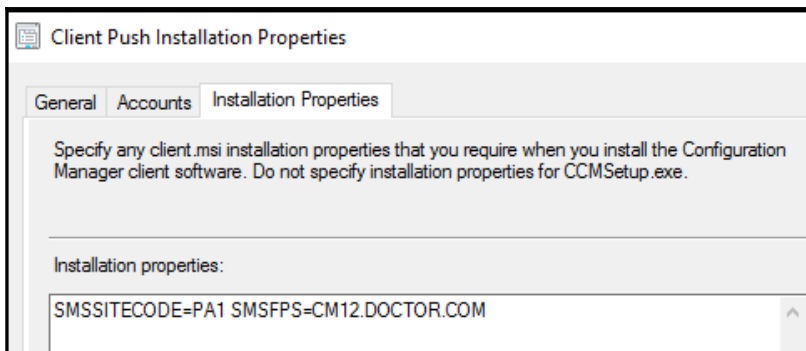 Client Push Installation Properties
General Accounts Installation Properties
Specify any client.msi installation properties that you require when you install the Configuration
Manager client software. Do not specify installation properties for CCMSetup.exe.
Installation properties:
SMSSITECODE=PA1 SMSFPS=CM12.DOCTOR.COM